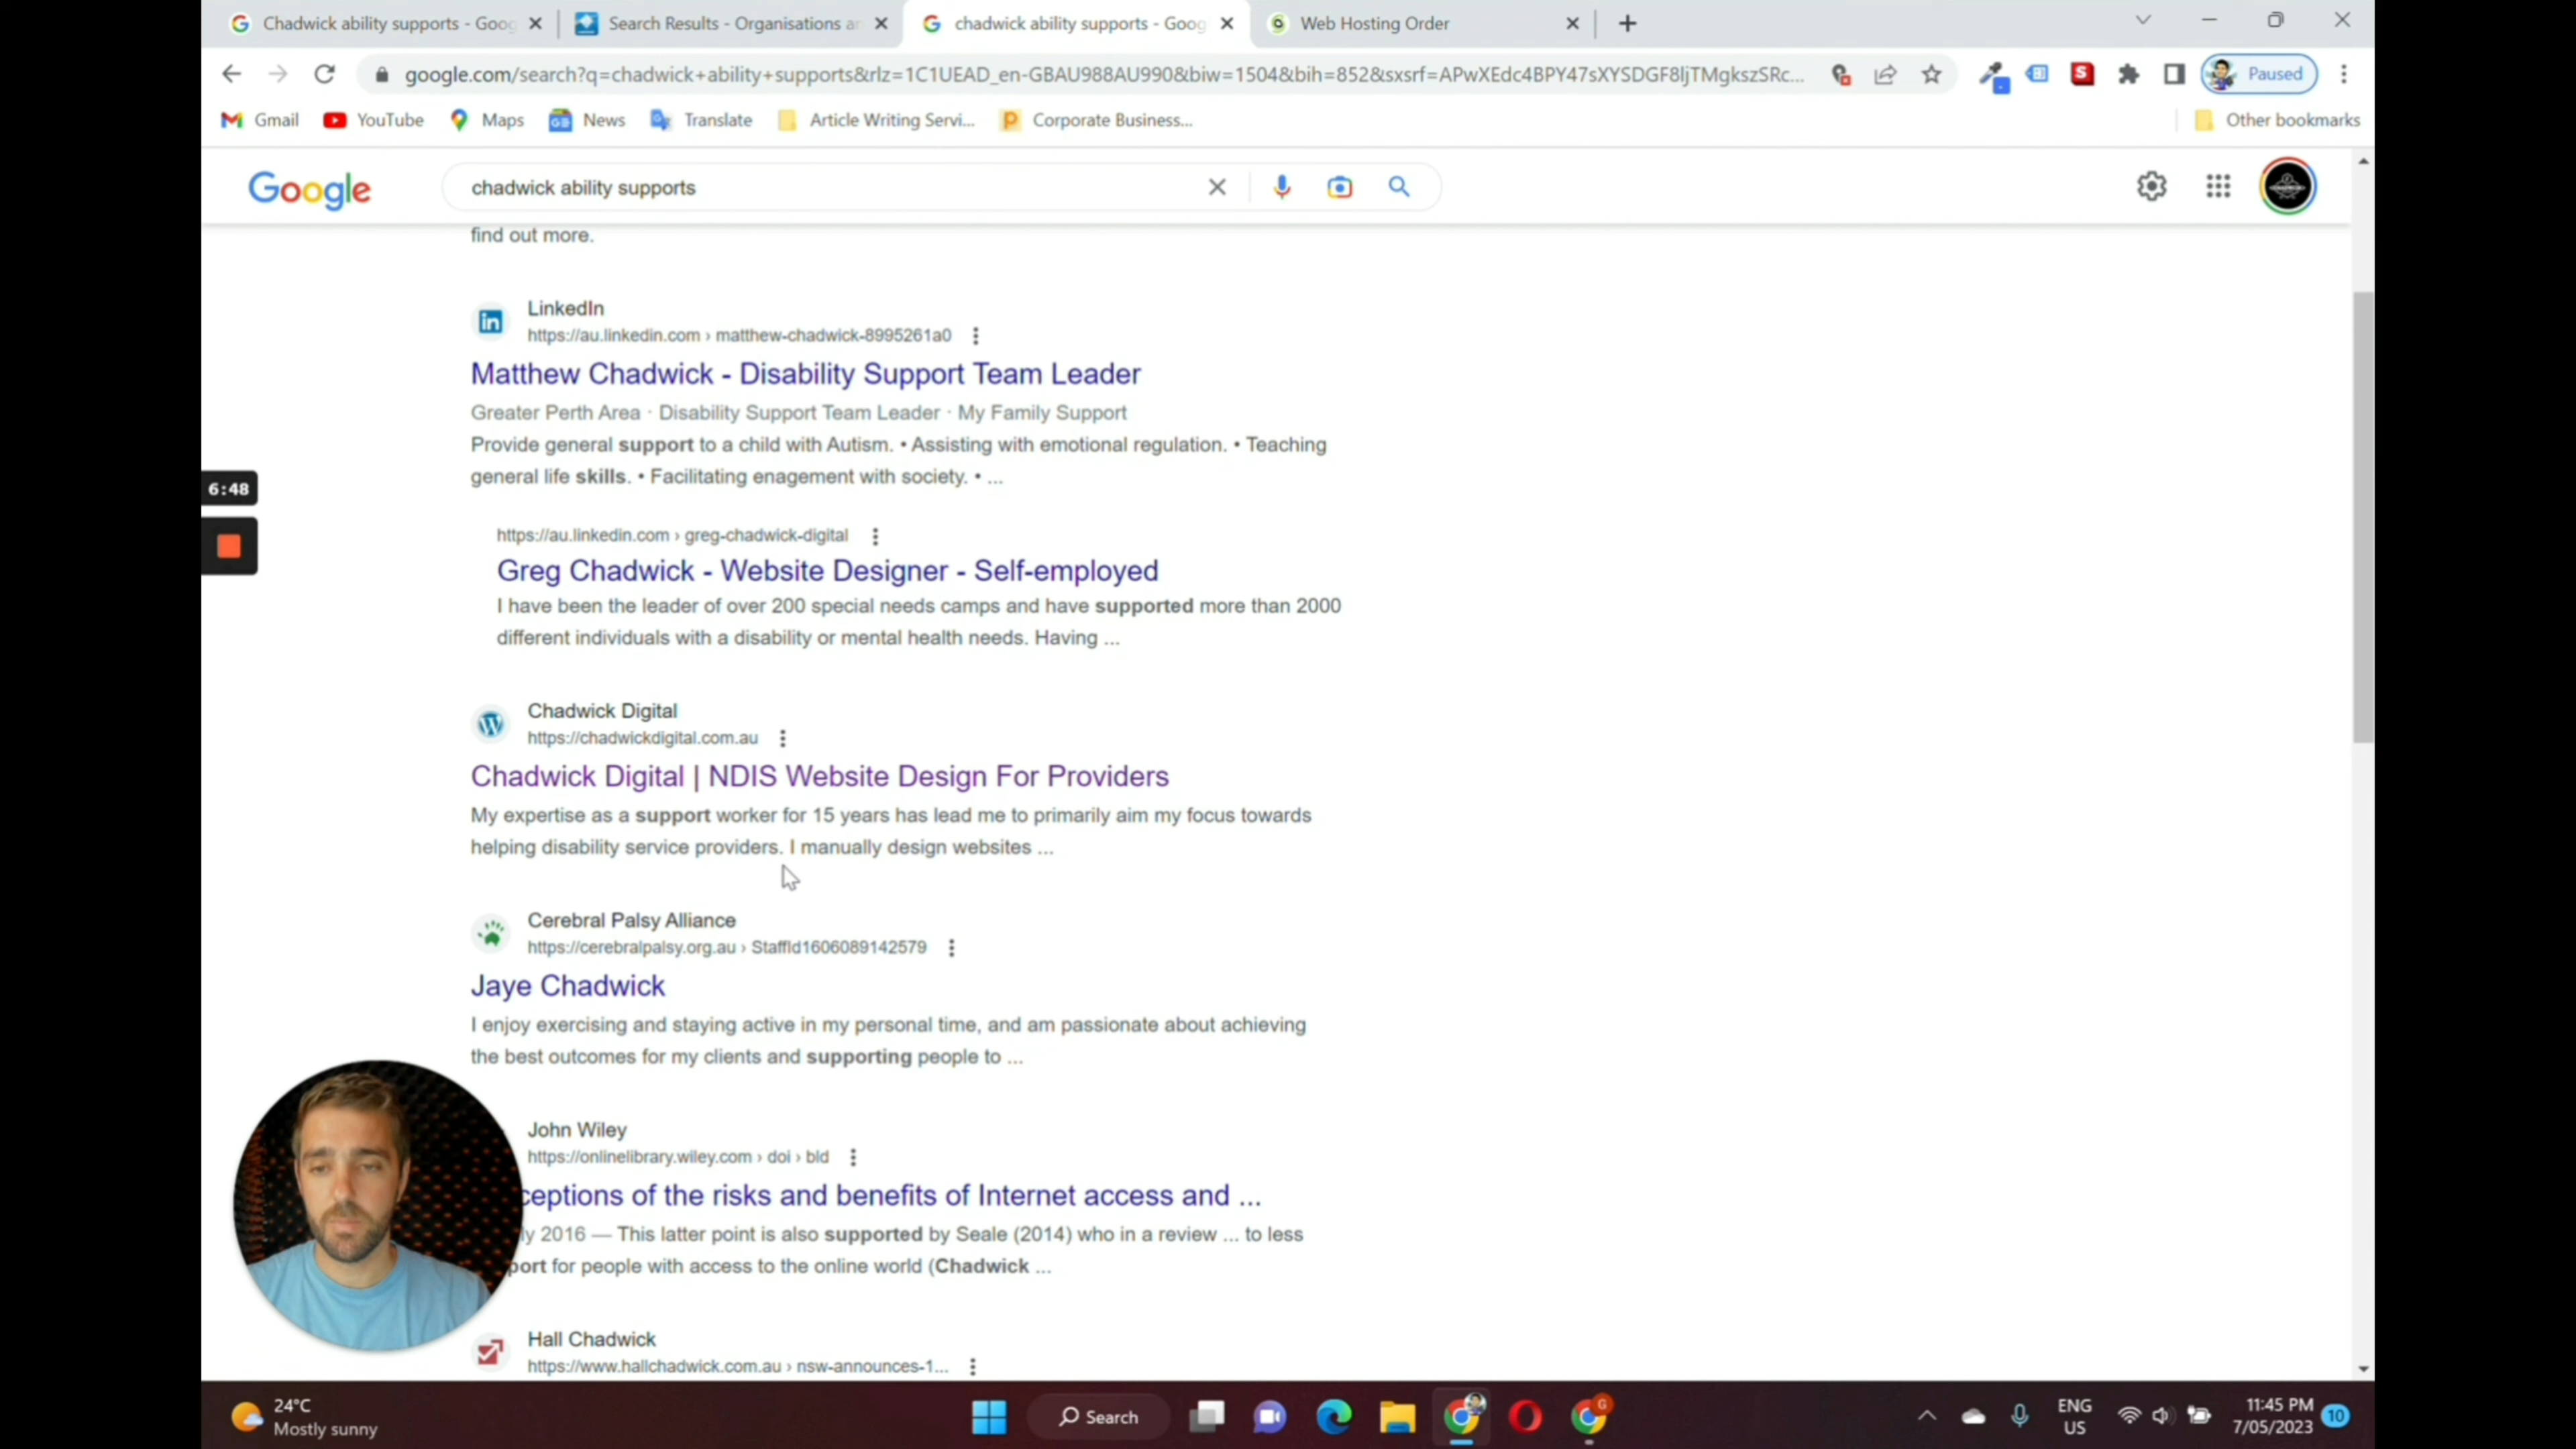 Chadwick ability supports - Goog
Search Results - Organisations ar
chadwick ability supports - Goog
Web Hosting Order
google.com/search?q=chadwick+ability+supports&rlz=1C1UEAD_en-GBAU988AU990&biw=1504&bih=852&sxsrf=APwXEdc4BPY47sXYSDGF8ljTMgkszSRc...
Paused
Gmail
YouTube
Maps
News
Translate
Article Writing Servi...
Corporate Business...
Other bookmarks
Google
chadwick ability supports
find out more.
LinkedIn
https://au.linkedin.com › matthew-chadwick-8995261a0
Matthew Chadwick - Disability Support Team Leader
Greater Perth Area · Disability Support Team Leader · My Family Support
Provide general support to a child with Autism. • Assisting with emotional regulation. • Teaching
general life skills. • Facilitating enagement with society. • ...
6:48
https://au.linkedin.com › greg-chadwick-digital
Greg Chadwick - Website Designer - Self-employed
I have been the leader of over 200 special needs camps and have supported more than 2000
different individuals with a disability or mental health needs. Having ...
Chadwick Digital
https://chadwickdigital.com.au
Chadwick Digital | NDIS Website Design For Providers
My expertise as a support worker for 15 years has lead me to primarily aim my focus towards
helping disability service providers. I manually design websites ...
Cerebral Palsy Alliance
https://cerebralpalsy.org.au › StaffId1606089142579
Jaye Chadwick
I enjoy exercising and staying active in my personal time, and am passionate about achieving
the best outcomes for my clients and supporting people to ...
John Wiley
https://onlinelibrary.wiley.com › doi › bld
ceptions of the risks and benefits of Internet access and ...
ly 2016 — This latter point is also supported by Seale (2014) who in a review ... to less
port for people with access to the online world (Chadwick ...
Hall Chadwick
https://www.hallchadwick.com.au › nsw-announces-1...
24°C
Mostly sunny
Search
G
ENG
US
11:45 PM
7/05/2023
10